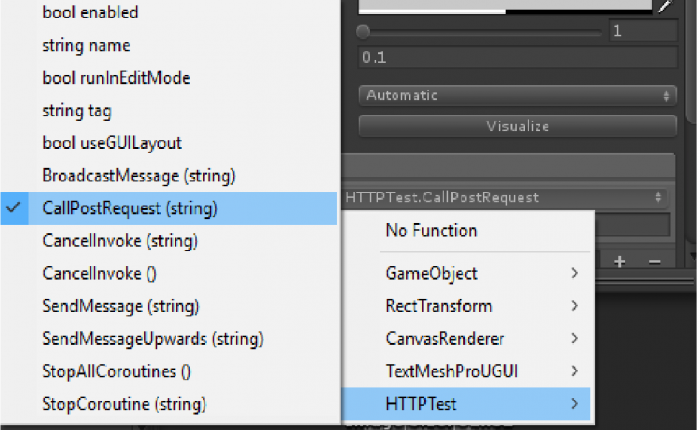 bool enabled
string name
bool runInEditMode
string tag
bool useGUILayout
BroadcastMessage (string)
CallPostRequest (string)
CancelInvoke (string)
CancelInvoke ()
SendMessage (string)
SendMessageUpwards (string)
StopAllCoroutines ()
StopCoroutine (string)
1
0.1
Automatic
Visualize
HTTPTest.CallPostRequest
No Function
GameObject
RectTransform
CanvasRenderer
TextMeshProUGUI
HTTPTest